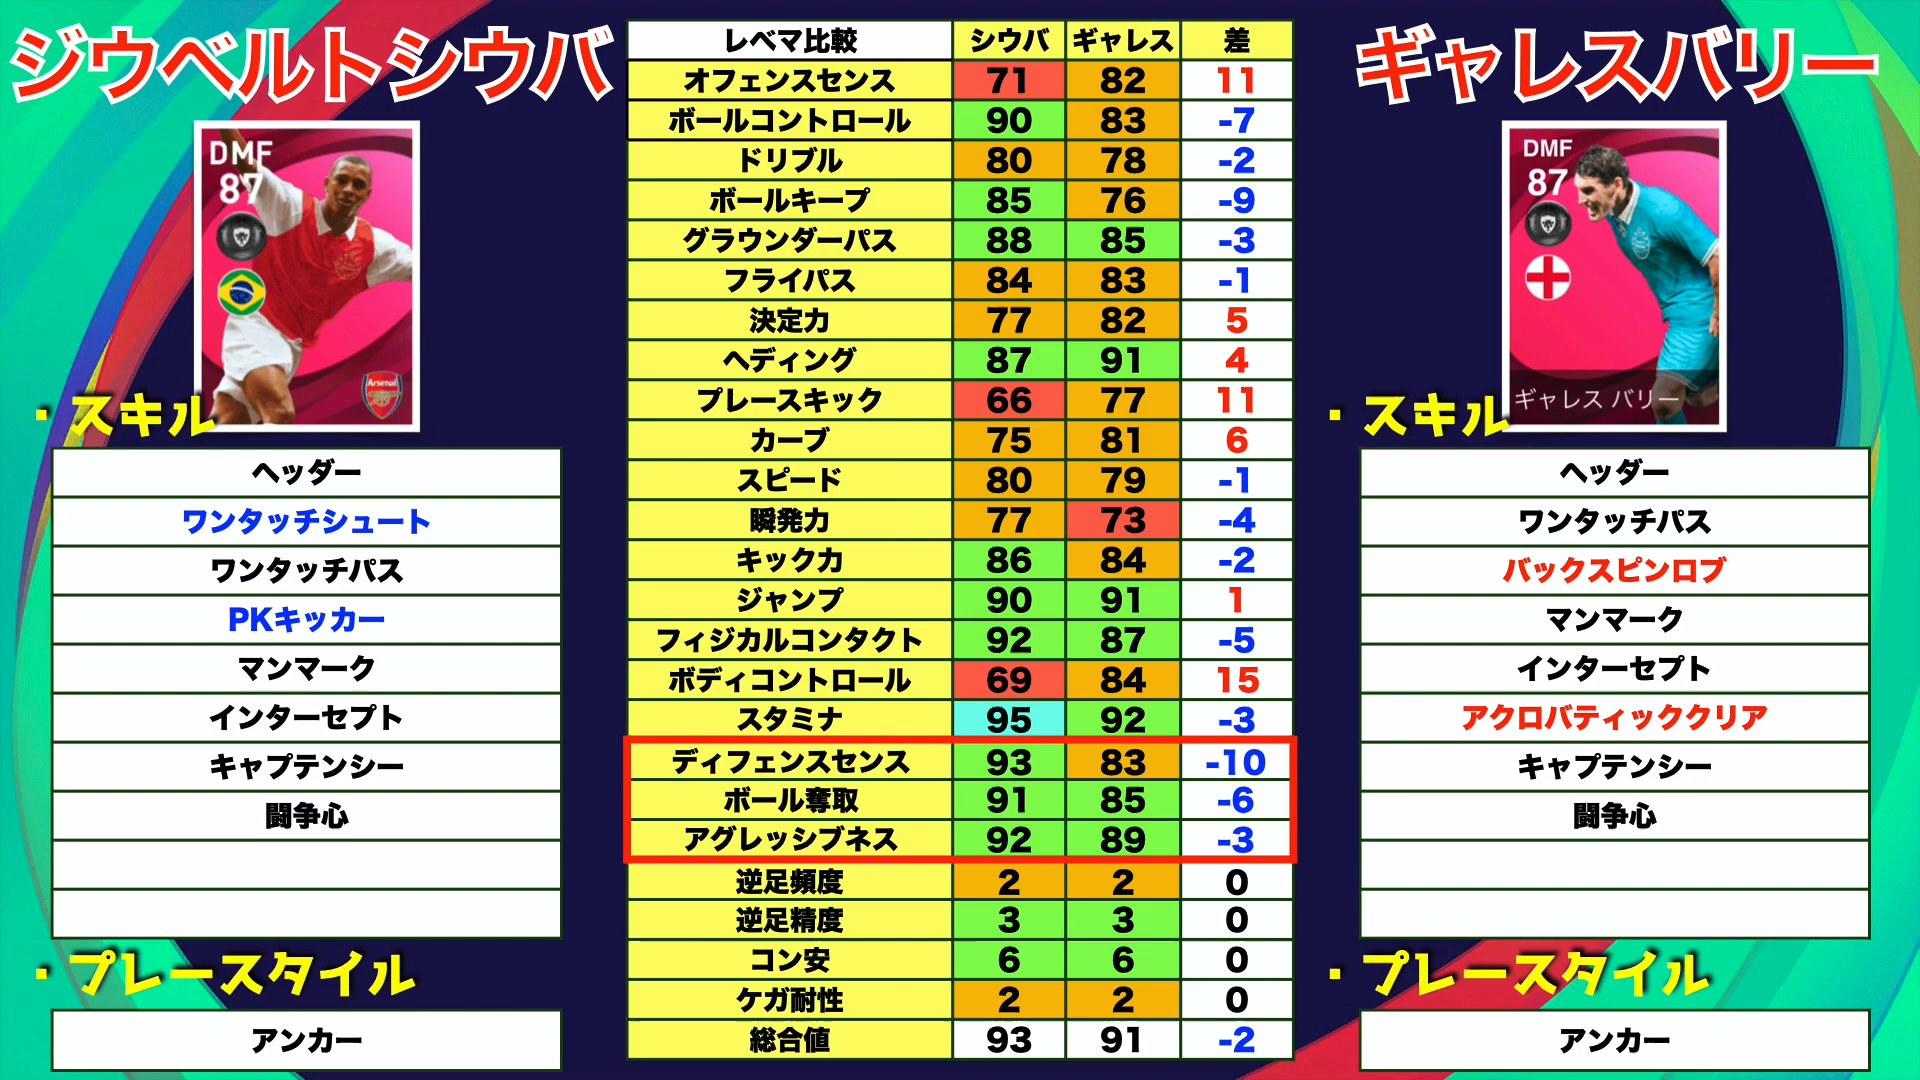 ジウベルトシウバ
DMF
87
Arsenal
・スキル
ヘッダー
ワンタッチシュート
ワンタッチパス
PKキッカー
マンマーク
インターセプト
キャプテンシー
闘争心
・プレースタイル
アンカー
レベマ比較 シウバ ギャレス 差
オフェンスセンス 71 82 11
ボールコントロール 90 83 -7
ドリブル 80 78 -2
ボールキープ 85 76 -9
グラウンダーパス 88 85 -3
フライパス 84 83 -1
決定力 77 82 5
ヘディング 87 91 4
プレースキック 66 77 11
カーブ 75 81 6
スピード 80 79 -1
瞬発力 77 73 -4
キック力 86 84 -2
ジャンプ 90 91 1
フィジカルコンタクト 92 87 -5
ボディコントロール 69 84 15
スタミナ 95 92 -3
ディフェンスセンス 93 83 -10
ボール奪取 91 85 -6
アグレッシブネス 92 89 -3
逆足頻度 2 2 0
逆足精度 3 3 0
コン安 6 6 0
ケガ耐性 2 2 0
総合値 93 91 -2
ギャレスバリー
DMF
87
ギャレス バリー
・スキル
ヘッダー
ワンタッチパス
バックスピンロブ
マンマーク
インターセプト
アクロバティッククリア
キャプテンシー
闘争心
・プレースタイル
アンカー